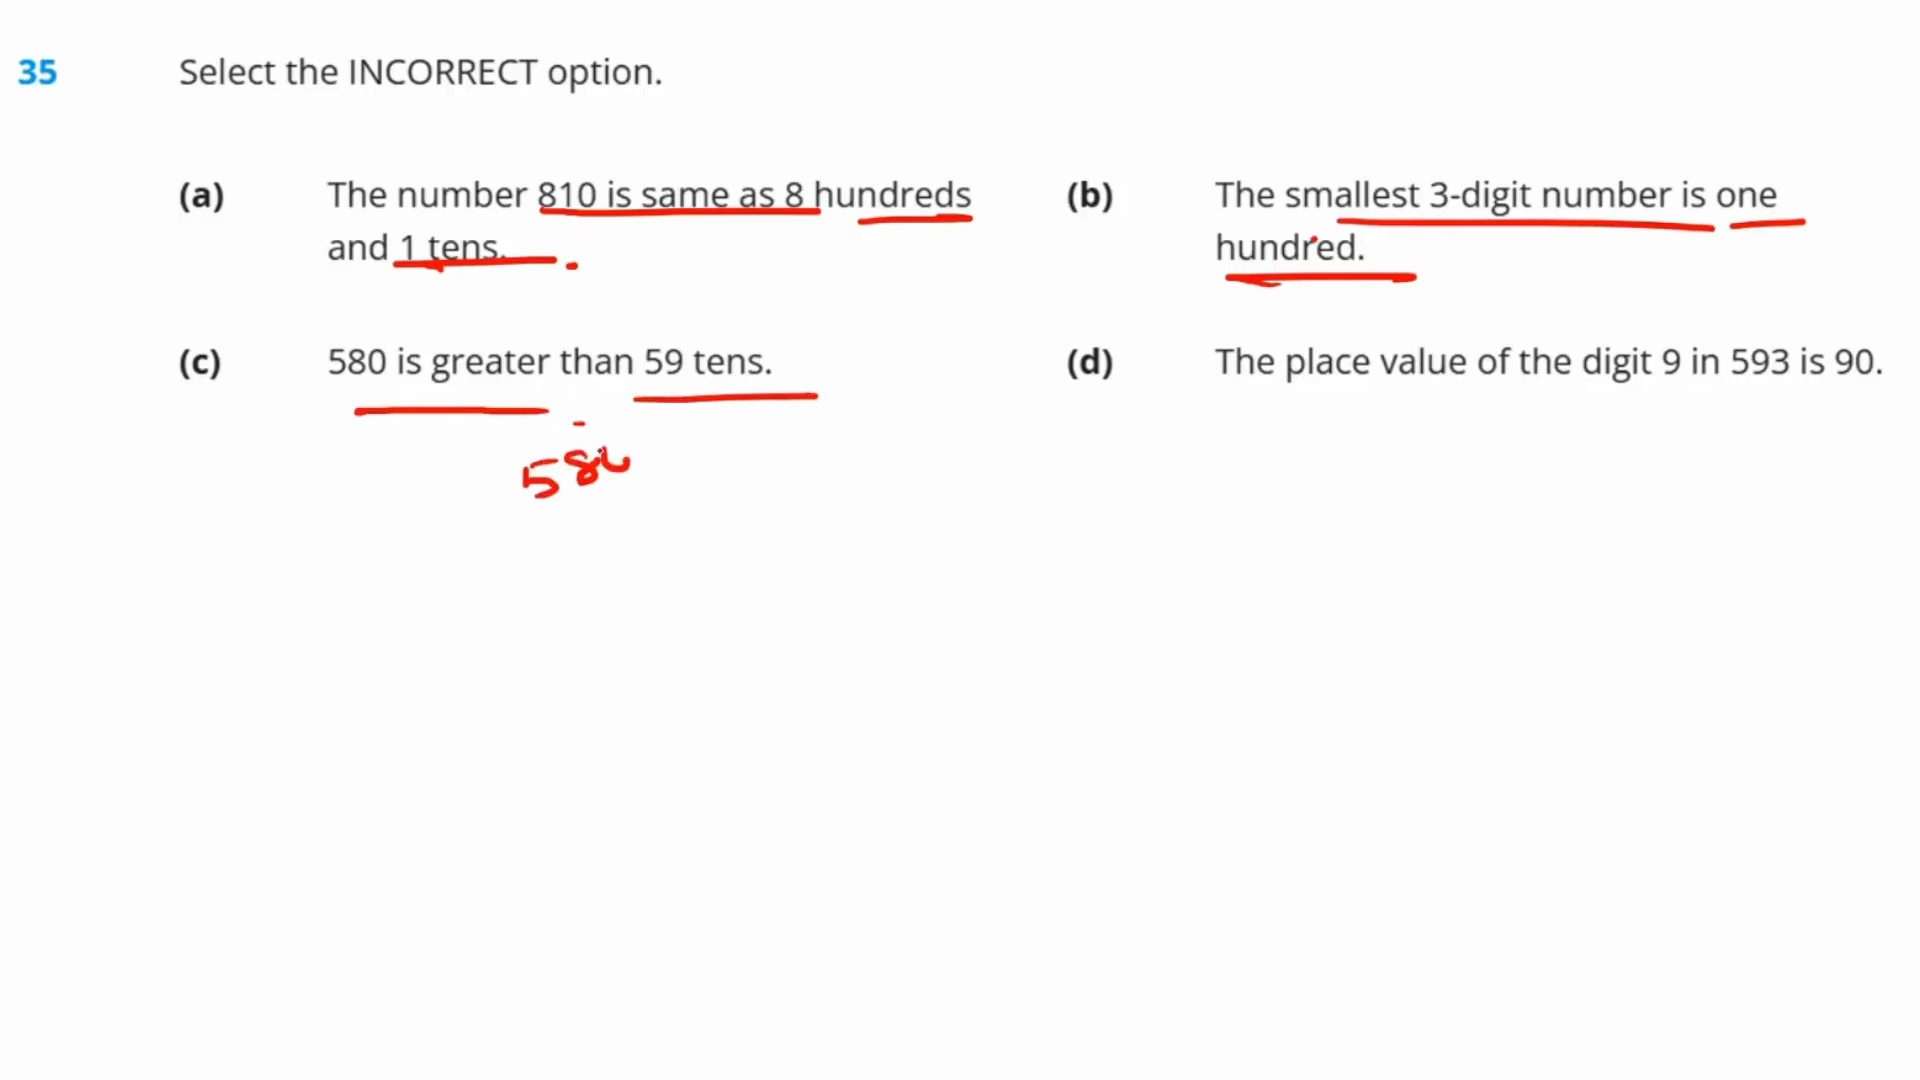 35 Select the INCORRECT option.
(a) The number 810 is same as 8 hundreds
and 1 tens.
(b) The smallest 3-digit number is one
hundred.
(c) 580 is greater than 59 tens.
(d) The place value of the digit 9 in 593 is 90.